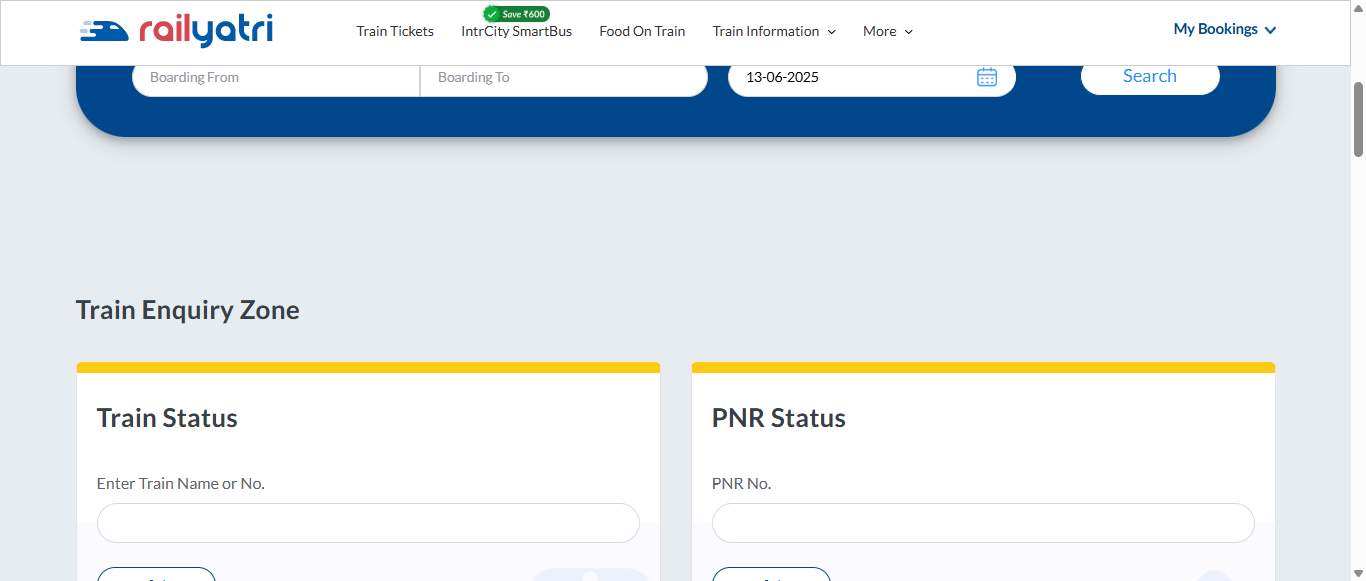 railyatri
Train Tickets
Save ₹600
IntrCity SmartBus
Food On Train
Train Information
More
My Bookings
Boarding From
Boarding To
13-06-2025
Search
Train Enquiry Zone
Train Status
Enter Train Name or No.
PNR Status
PNR No.